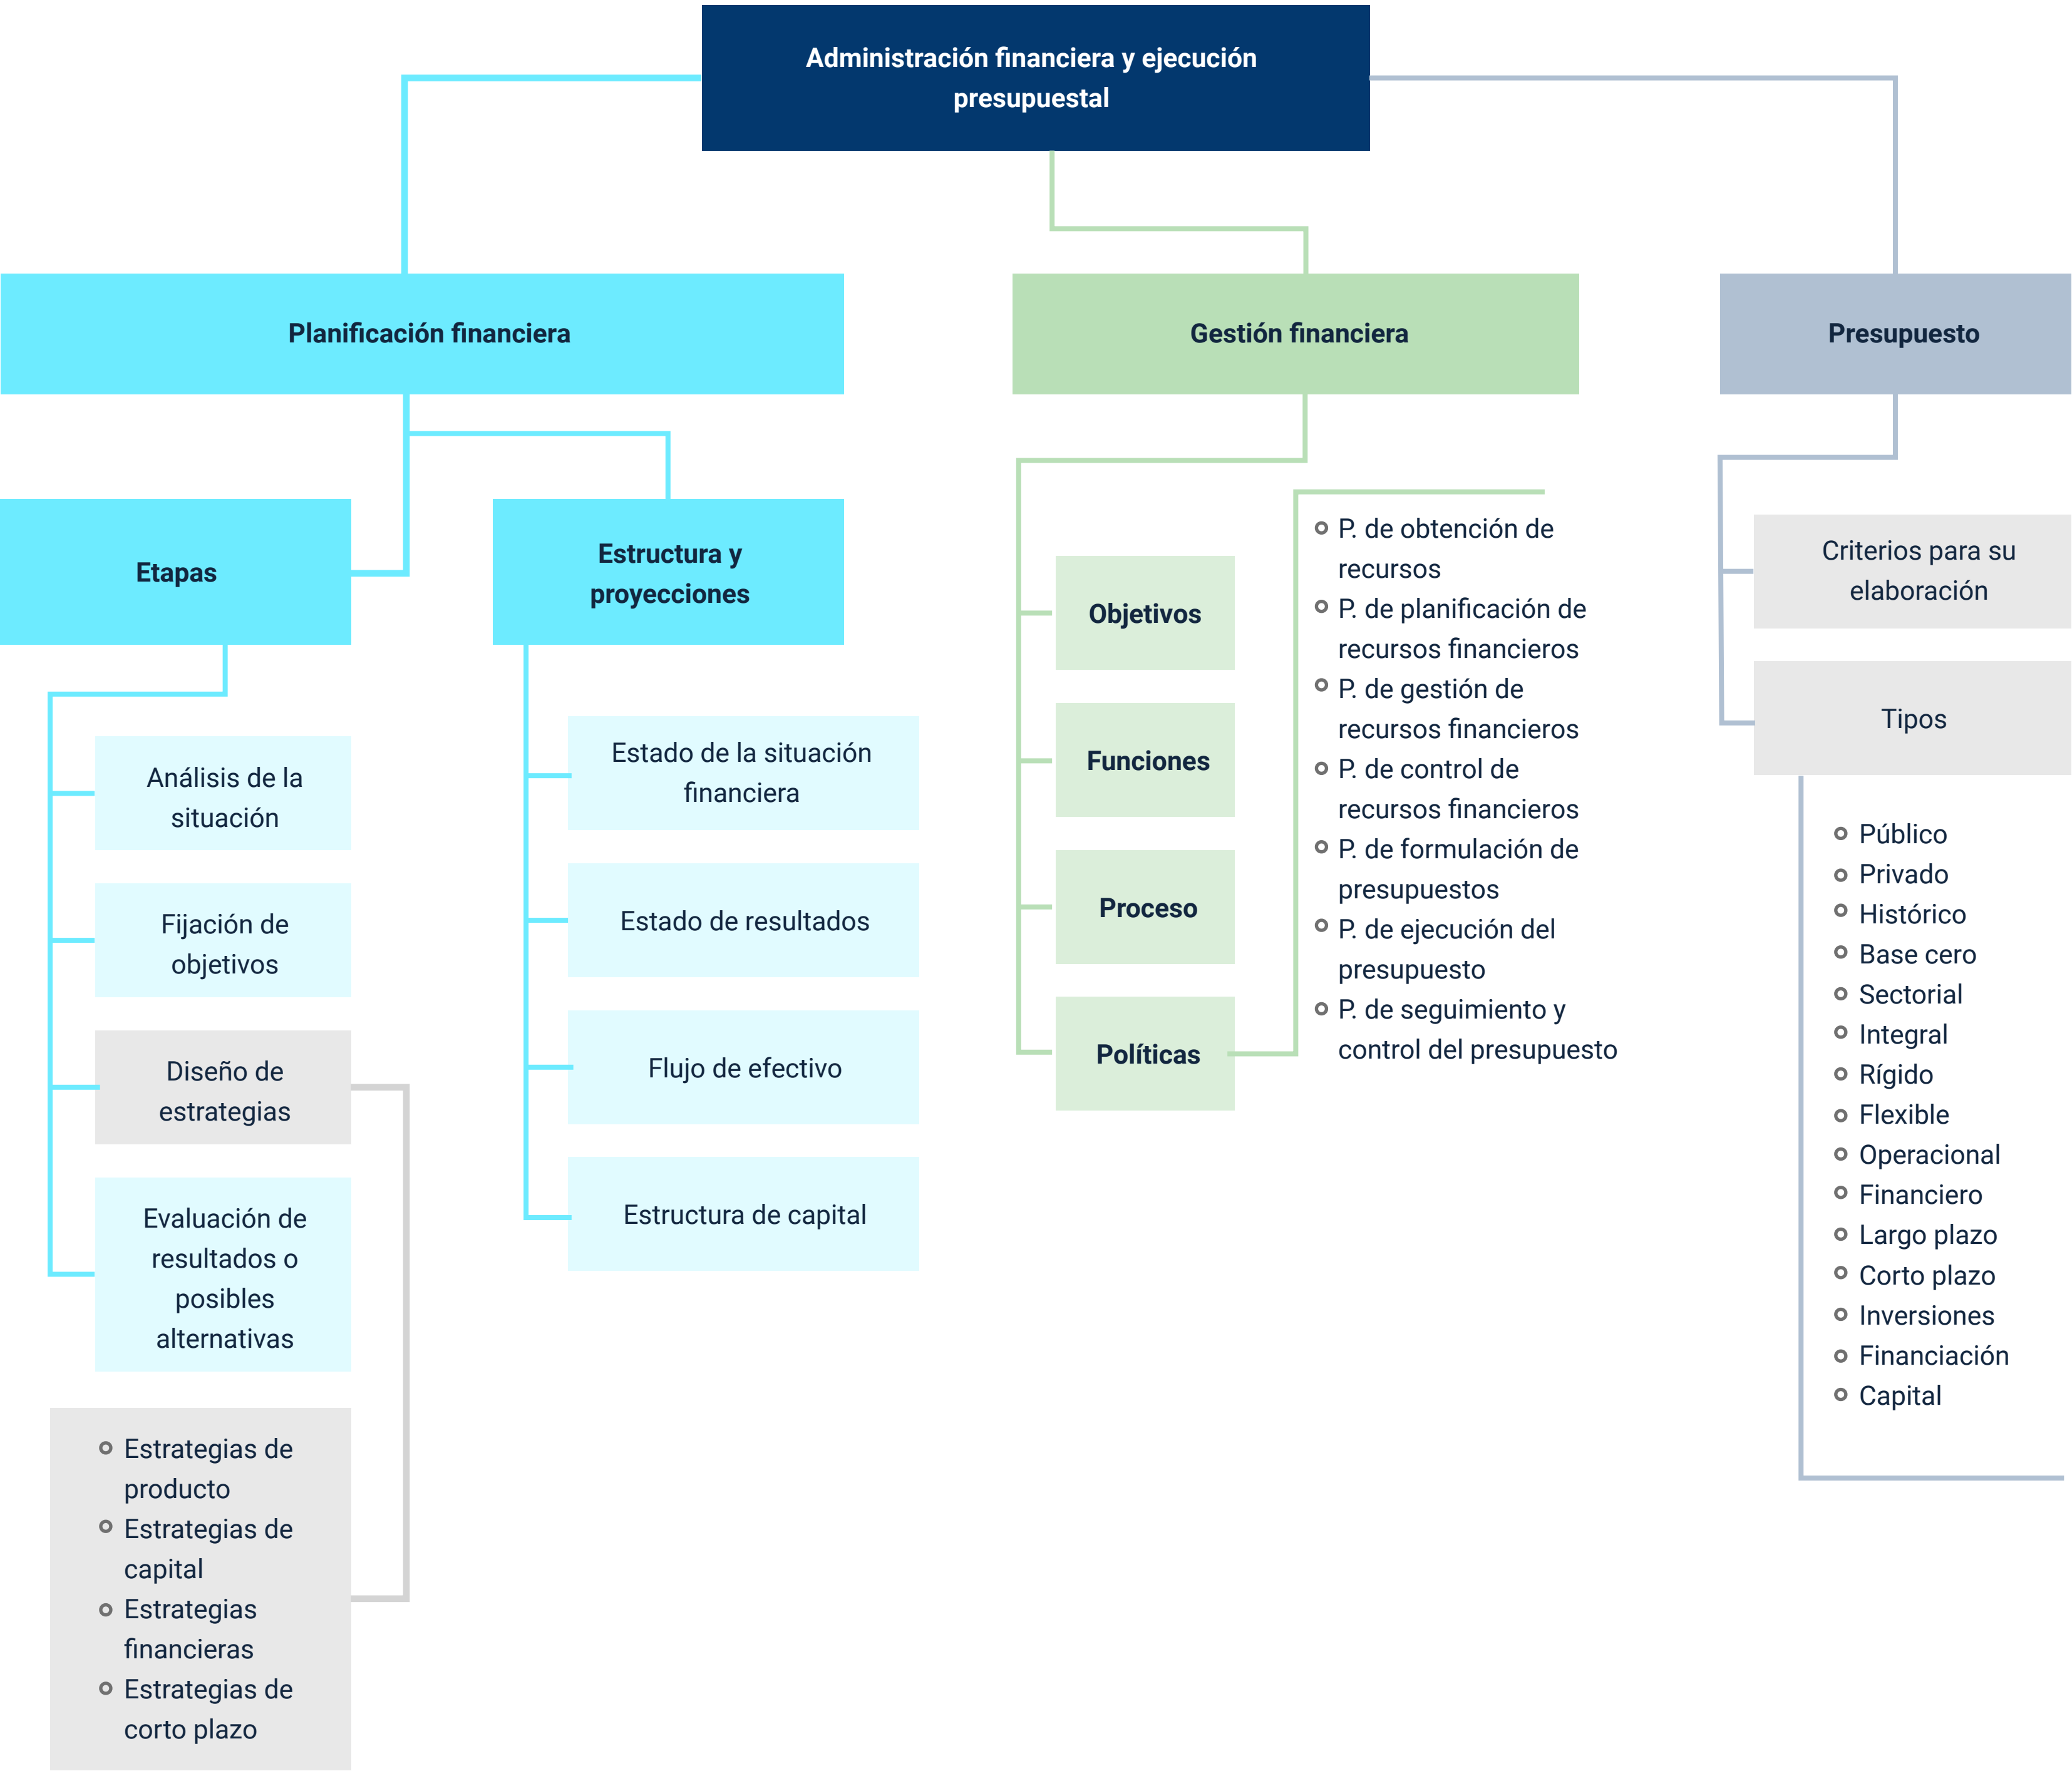 Administración financiera y ejecución
presupuestal
Planificación financiera
Etapas
Análisis de la
situación
Fijación de
objetivos
Diseño de
estrategias
Evaluación de
resultados o
posibles
alternativas
Estrategias de
producto
Estrategias de
capital
Estrategias
financieras
Estrategias de
corto plazo
Estructura y
proyecciones
Estado de la situación
financiera
Estado de resultados
Flujo de efectivo
Estructura de capital
Gestión financiera
Objetivos
Funciones
Proceso
Políticas
P. de obtención de
recursos
P. de planificación de
recursos financieros
P. de gestión de
recursos financieros
P. de control de
recursos financieros
P. de formulación de
presupuestos
P. de ejecución del
presupuesto
P. de seguimiento y
control del presupuesto
Presupuesto
Criterios para su
elaboración
Tipos
Público
Privado
Histórico
Base cero
Sectorial
Integral
Rígido
Flexible
Operacional
Financiero
Largo plazo
Corto plazo
Inversiones
Financiación
Capital